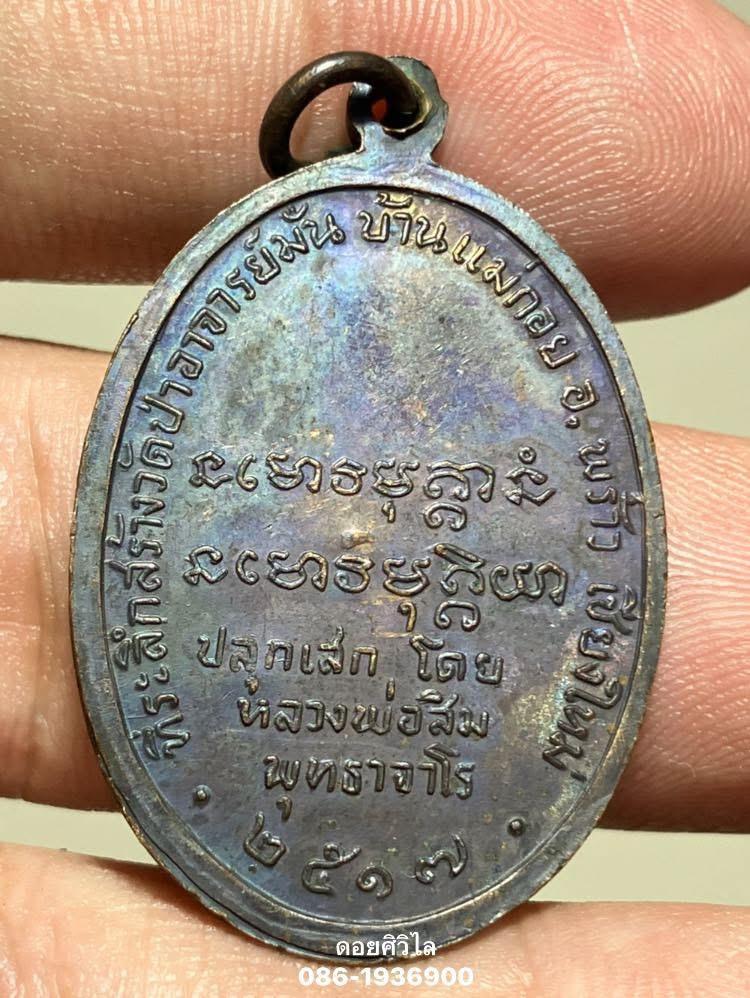 ที่ระลึกสร้างวัดป่าอาจารย์มั่น บ้านแม่กอย อ. พร้าว เชียงใหม่
ปลุกเสก โดย
หลวงพ่อสิม
พุทธาจาโร
๒๕๑๗
ดอยศิวิไล
086-1936900